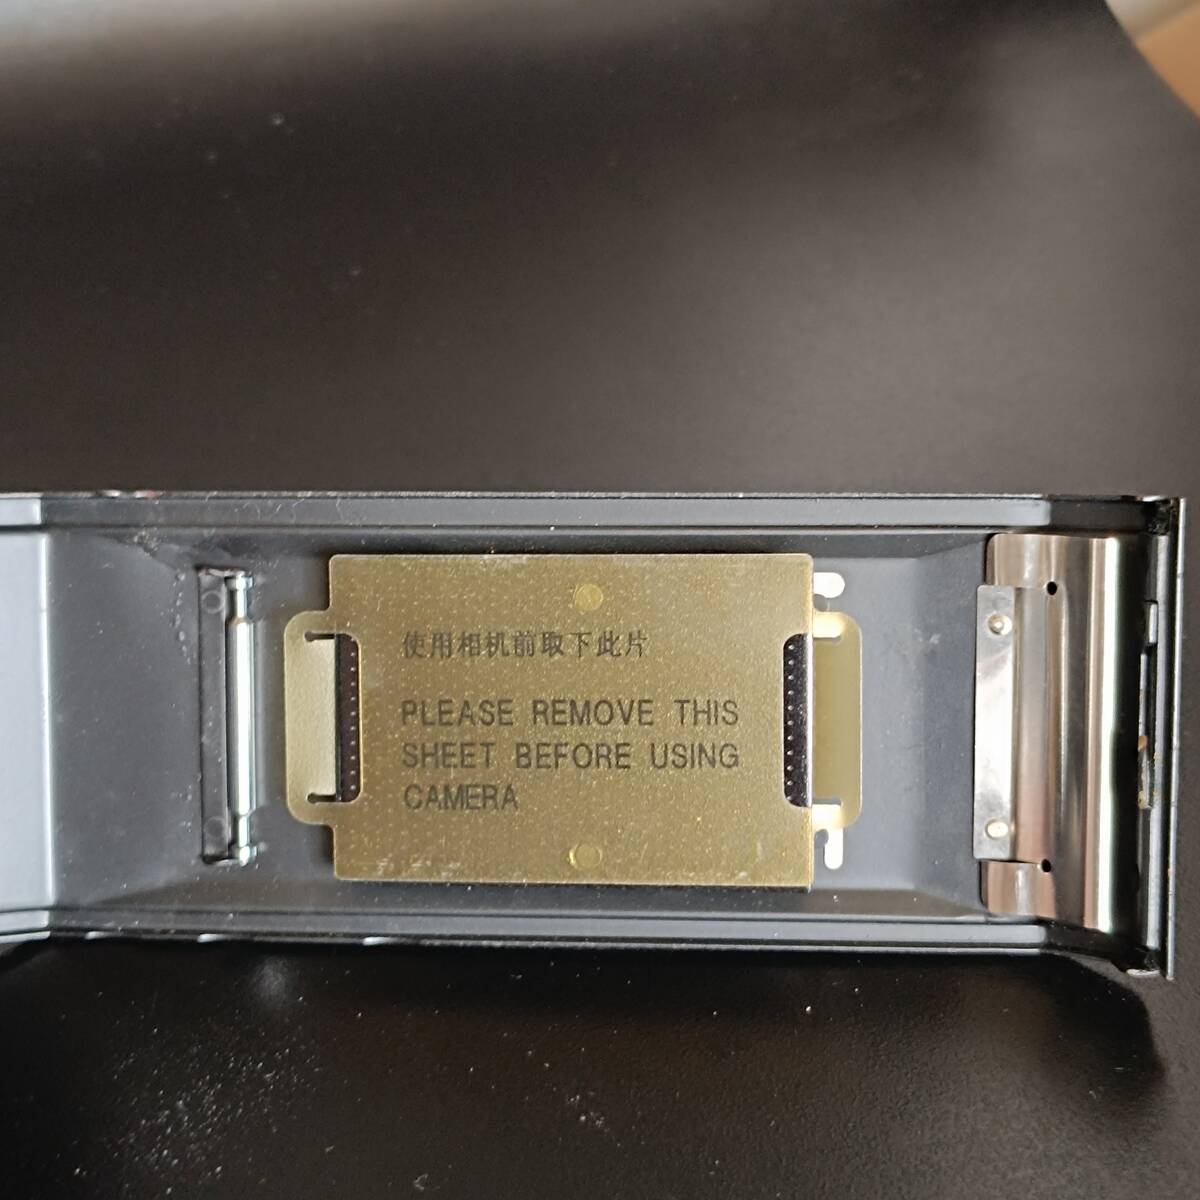 使用相机前取下此片
PLEASE REMOVE THIS
SHEET BEFORE USING
CAMERA